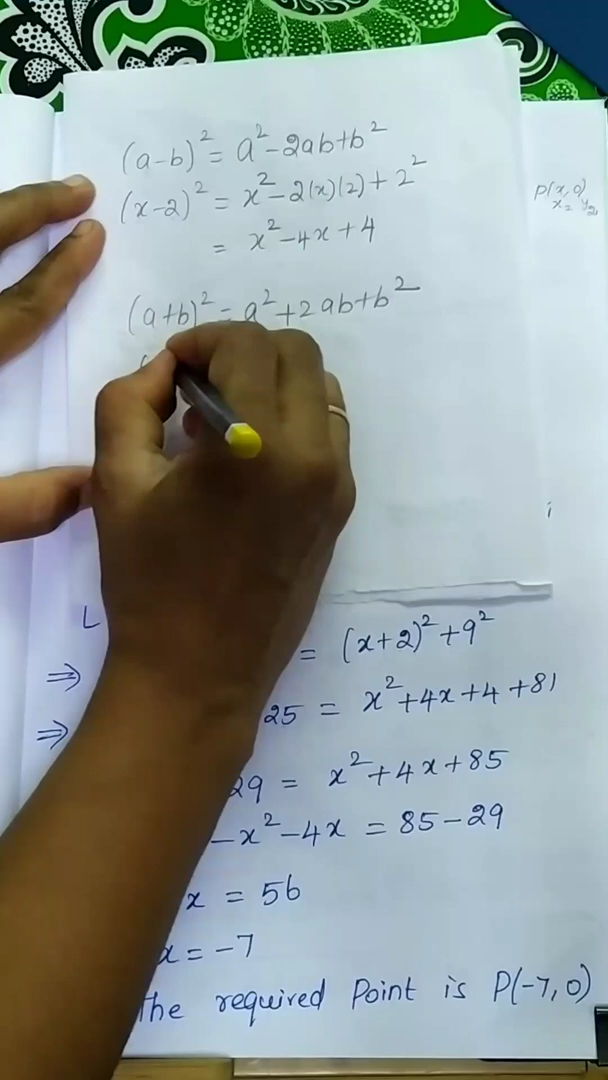 (a-b)² = a² - 2ab + b²
(x-2)² = x² - 2(x)(2) + 2²
= x² - 4x + 4
P(x, 0)
x₂ y₂
(a+b)² = a² + 2ab + b²
(
L
⇒ = (x+2)² + 9²
⇒ 25 = x² + 4x + 4 + 81
29 = x² + 4x + 85
- x² - 4x = 85 - 29
x = 56
x = -7
The required Point is P(-7, 0)